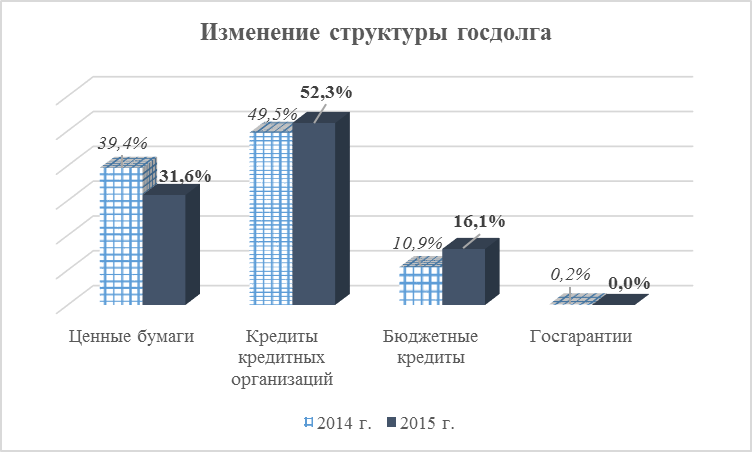 Изменение структуры госдолга
39,4%
31,6%
49,5%
52,3%
10,9%
16,1%
0,2%
0,0%
Ценные бумаги
Кредиты
кредитных
организаций
Бюджетные
кредиты
Госгарантии
2014 г.
2015 г.